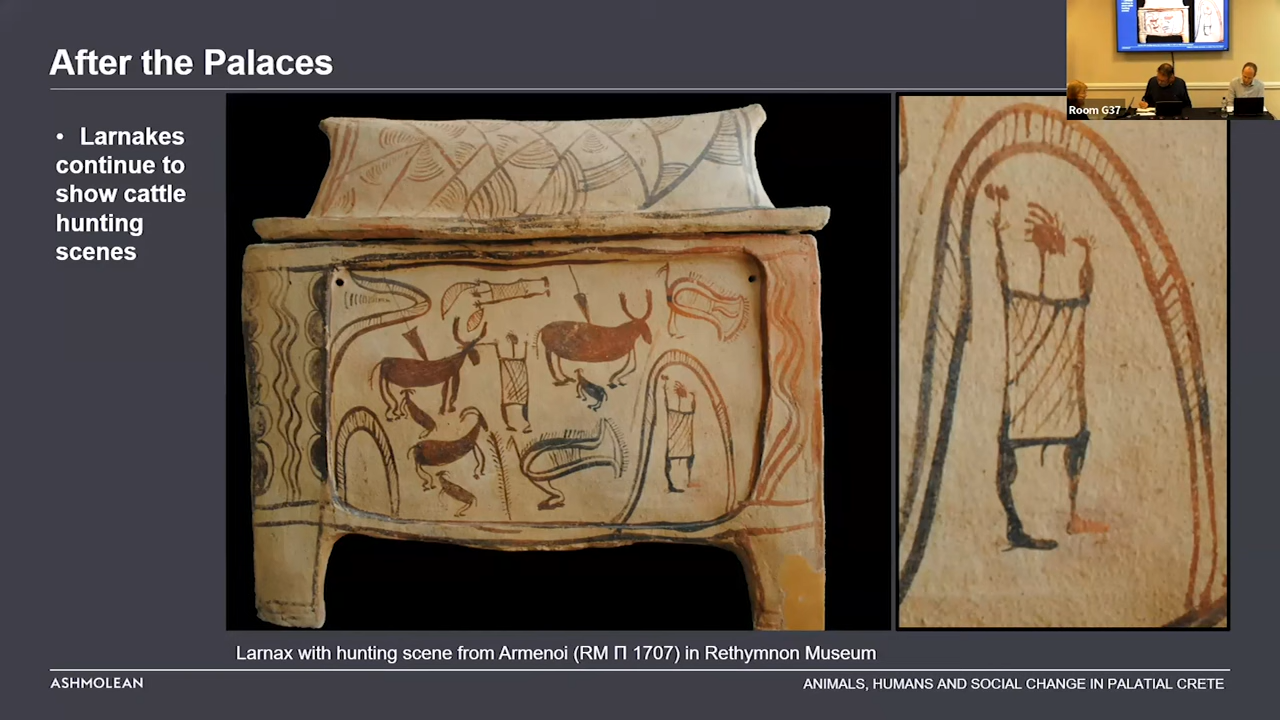 After the Palaces
• Larnakes
continue to
show cattle
hunting
scenes
Room G37
Larnax with hunting scene from Armenoi (RM Π 1707) in Rethymnon Museum
ASHMOLEAN
ANIMALS, HUMANS AND SOCIAL CHANGE IN PALATIAL CRETE